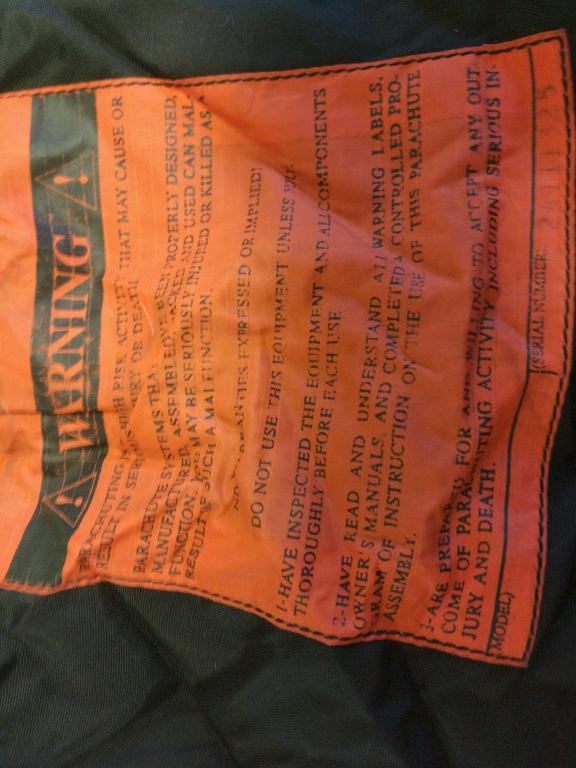 WARNING
PARACHUTING IS HIGH RISK ACTIVITY THAT MAY CAUSE OR
RESULT IN SERIOUS INJURY OR DEATH
PARACHUTE SYSTEMS THAT HAVE BEEN PROPERLY DESIGNED,
MANUFACTURED, ASSEMBLED, PACKED AND USED CAN MAL-
FUNCTION. YOU MAY BE SERIOUSLY INJURED OR KILLED AS A
RESULT OF SUCH A MALFUNCTION.
NO WARRANTIES EXPRESSED OR IMPLIED!
DO NOT USE THIS EQUIPMENT UNLESS YOU:
1-HAVE INSPECTED THE EQUIPMENT AND ALL COMPONENTS
THOROUGHLY BEFORE EACH USE
2-HAVE READ AND UNDERSTAND ALL WARNING LABELS,
OWNER'S MANUALS, AND COMPLETED A CONTROLLED PRO-
GRAM OF INSTRUCTION ON THE USE OF THIS PARACHUTE
ASSEMBLY.
3-ARE PREPARED FOR AND WILLING TO ACCEPT ANY OUT-
COME OF PARACHUTING ACTIVITY INCLUDING SERIOUS IN-
JURY AND DEATH.
(MODEL) (SERIAL NUMBER)